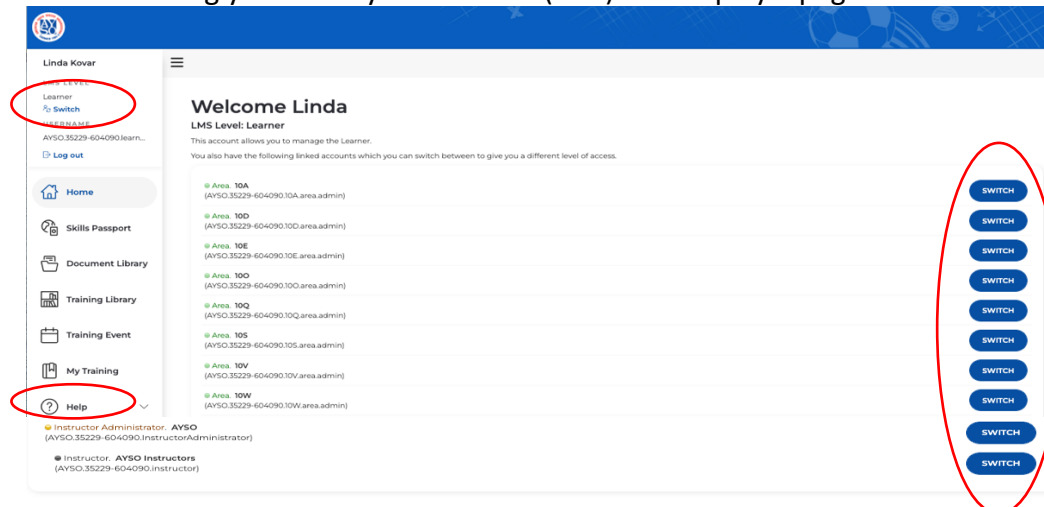 Linda Kovar
LMS LEVEL
Learner
Switch
USERNAME
AYSO.35229-604090.learn...
Log out
Home
Skills Passport
Document Library
Training Library
Training Event
My Training
Help
Welcome Linda
LMS Level: Learner
This account allows you to manage the Learner.
You also have the following linked accounts which you can switch between to give you a different level of access.
Area. 10A
(AYSO.35229-604090.10A.area.admin)
SWITCH
Area. 10D
(AYSO.35229-604090.10D.area.admin)
SWITCH
Area. 10E
(AYSO.35229-604090.10E.area.admin)
SWITCH
Area. 10O
(AYSO.35229-604090.10O.area.admin)
SWITCH
Area. 10Q
(AYSO.35229-604090.10Q.area.admin)
SWITCH
Area. 10S
(AYSO.35229-604090.10S.area.admin)
SWITCH
Area. 10V
(AYSO.35229-604090.10V.area.admin)
SWITCH
Area. 10W
(AYSO.35229-604090.10W.area.admin)
SWITCH
Instructor Administrator. AYSO
(AYSO.35229-604090.InstructorAdministrator)
SWITCH
Instructor. AYSO Instructors
(AYSO.35229-604090.instructor)
SWITCH